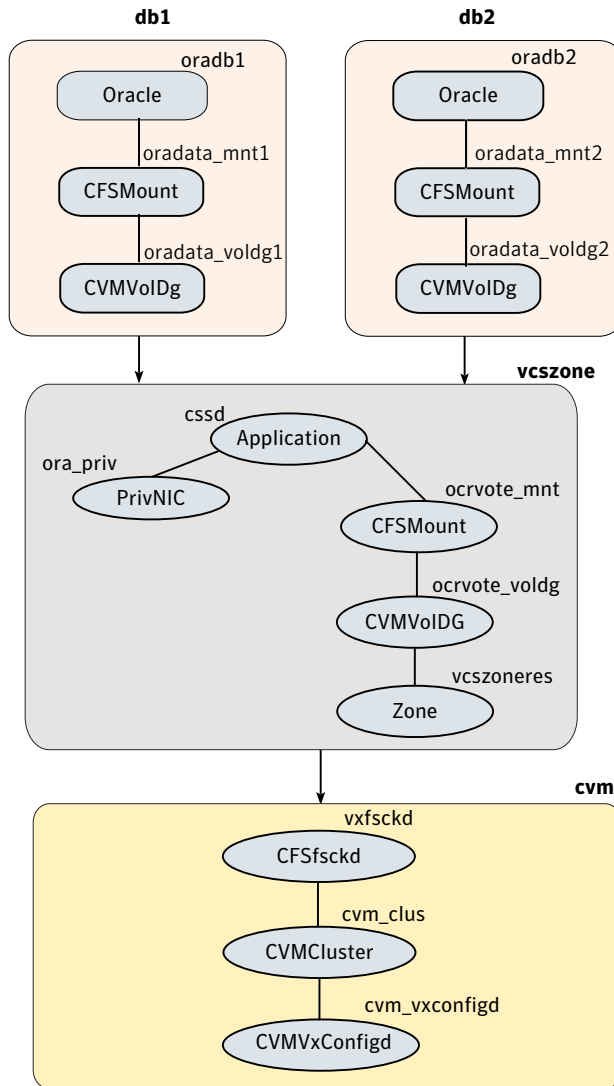 db1
db2
oradb1
Oracle
oradata_mnt1
CFSMount
oradata_voldg1
CVMVolDg
oradb2
Oracle
oradata_mnt2
CFSMount
oradata_voldg2
CVMVolDg
vcszone
cssd
Application
ora_priv
PrivNIC
ocrvote_mnt
CFSMount
ocrvote_voldg
CVMVolDG
vcszoneres
Zone
cvm
vxfsckd
CFSfsckd
cvm_clus
CVMCluster
cvm_vxconfigd
CVMVxConfigd